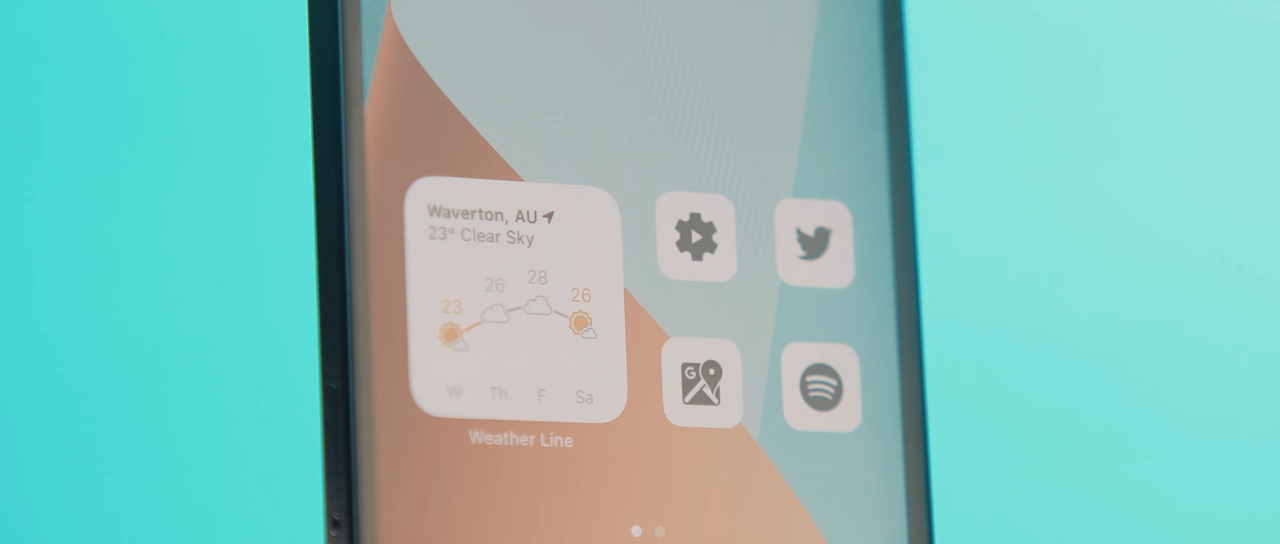 Waverton, AU
23° Clear Sky
23 26 28 26
W Th F Sa
Weather Line
G